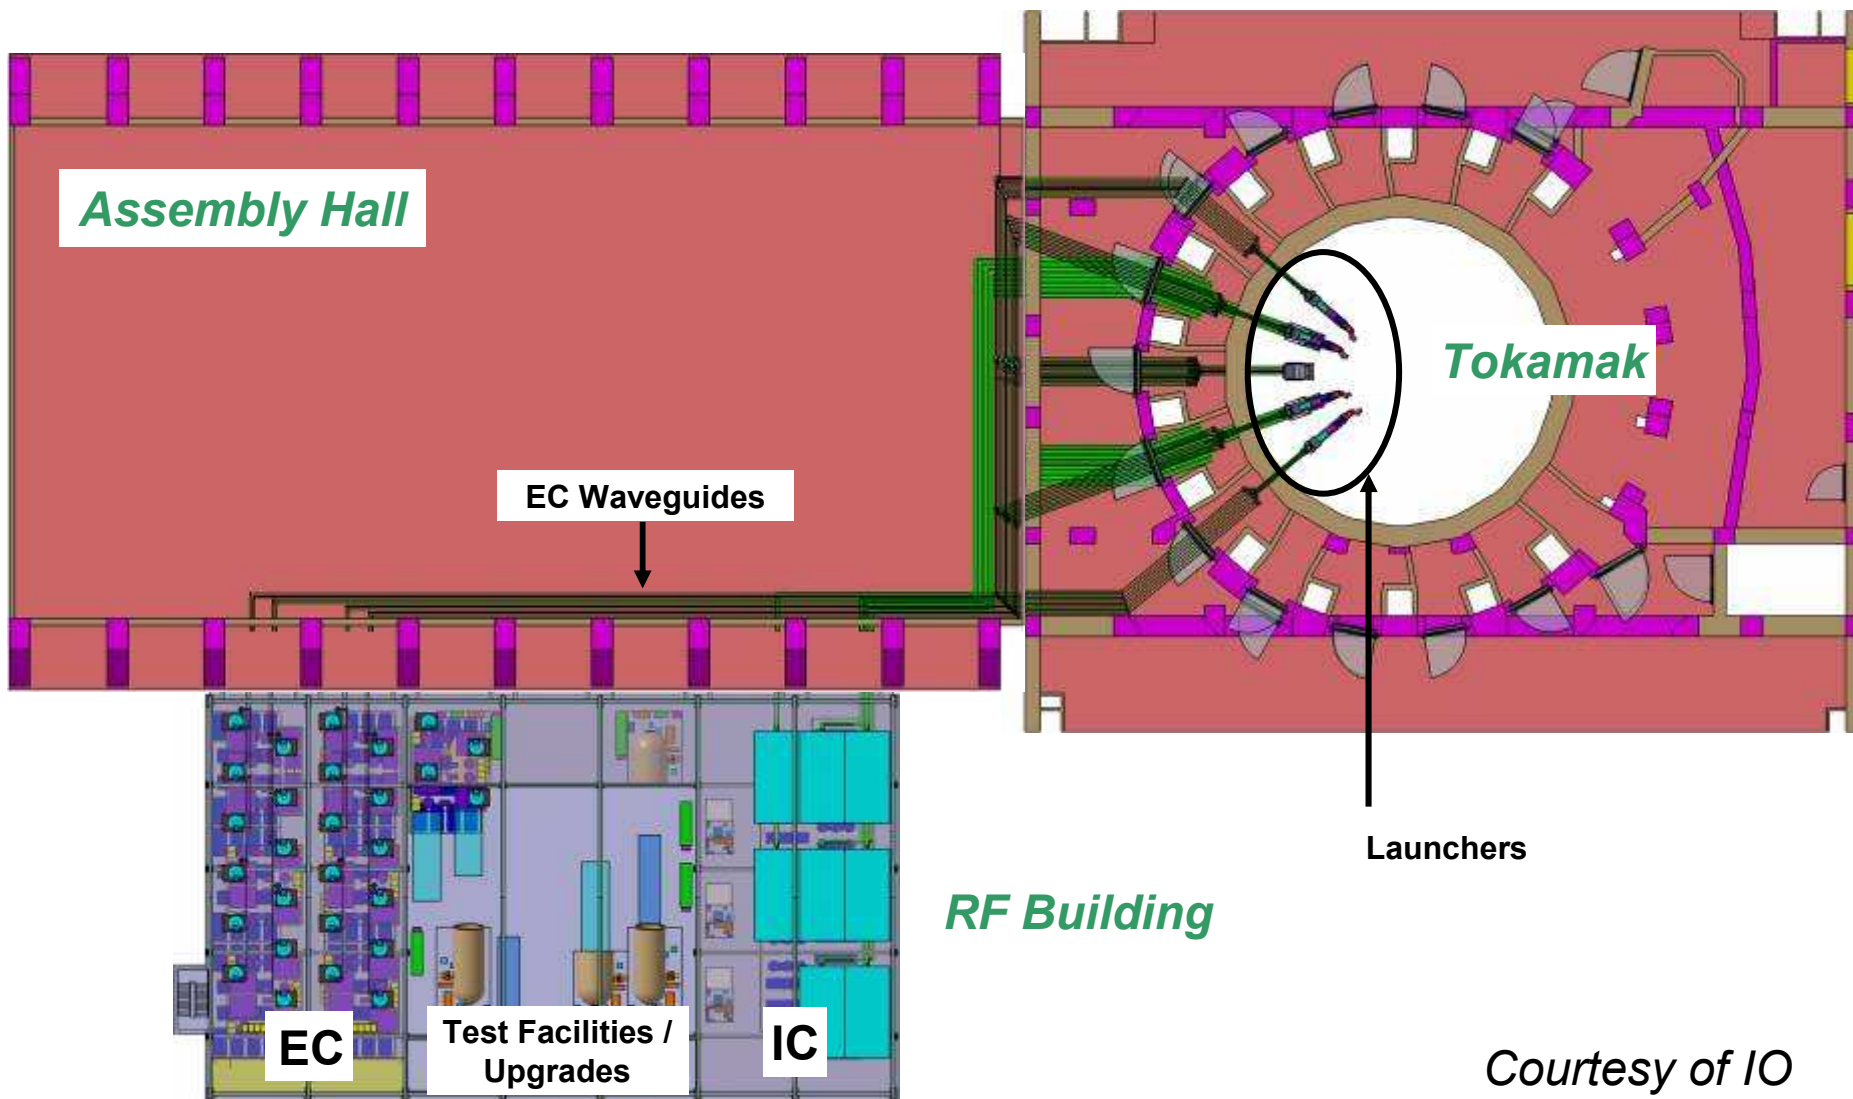 Assembly Hall
Tokamak
EC Waveguides
Launchers
RF Building
EC
Test Facilities /
Upgrades
IC
Courtesy of IO